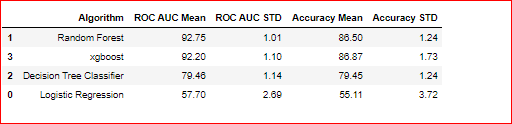 Algorithm ROC AUC Mean ROC AUC STD Accuracy Mean Accuracy STD
1 Random Forest 92.75 1.01 86.50 1.24
3 xgboost 92.20 1.10 86.87 1.73
2 Decision Tree Classifier 79.46 1.14 79.45 1.24
0 Logistic Regression 57.70 2.69 55.11 3.72